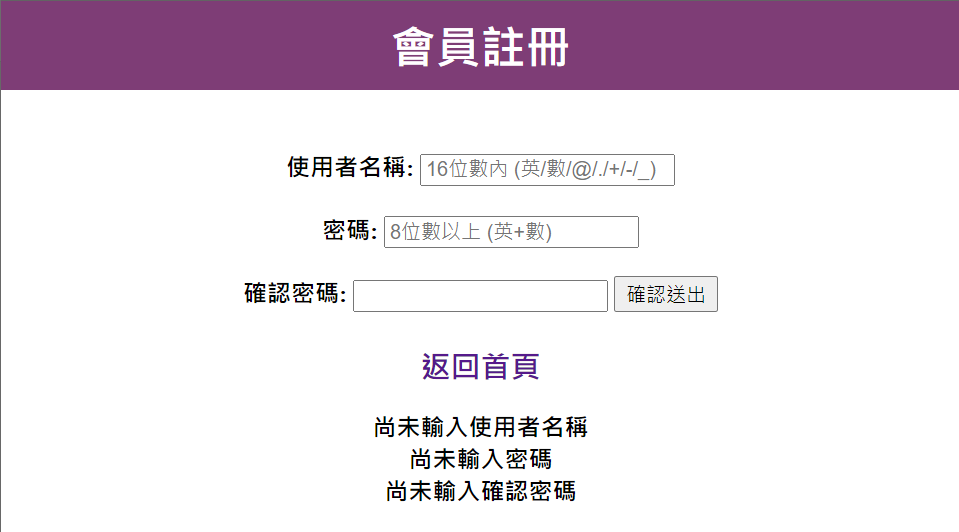 會員註冊
使用者名稱: 16位數內 (英/數/@/./+/-/_)
密碼: 8位數以上 (英+數)
確認密碼: 確認送出
返回首頁
尚未輸入使用者名稱
尚未輸入密碼
尚未輸入確認密碼